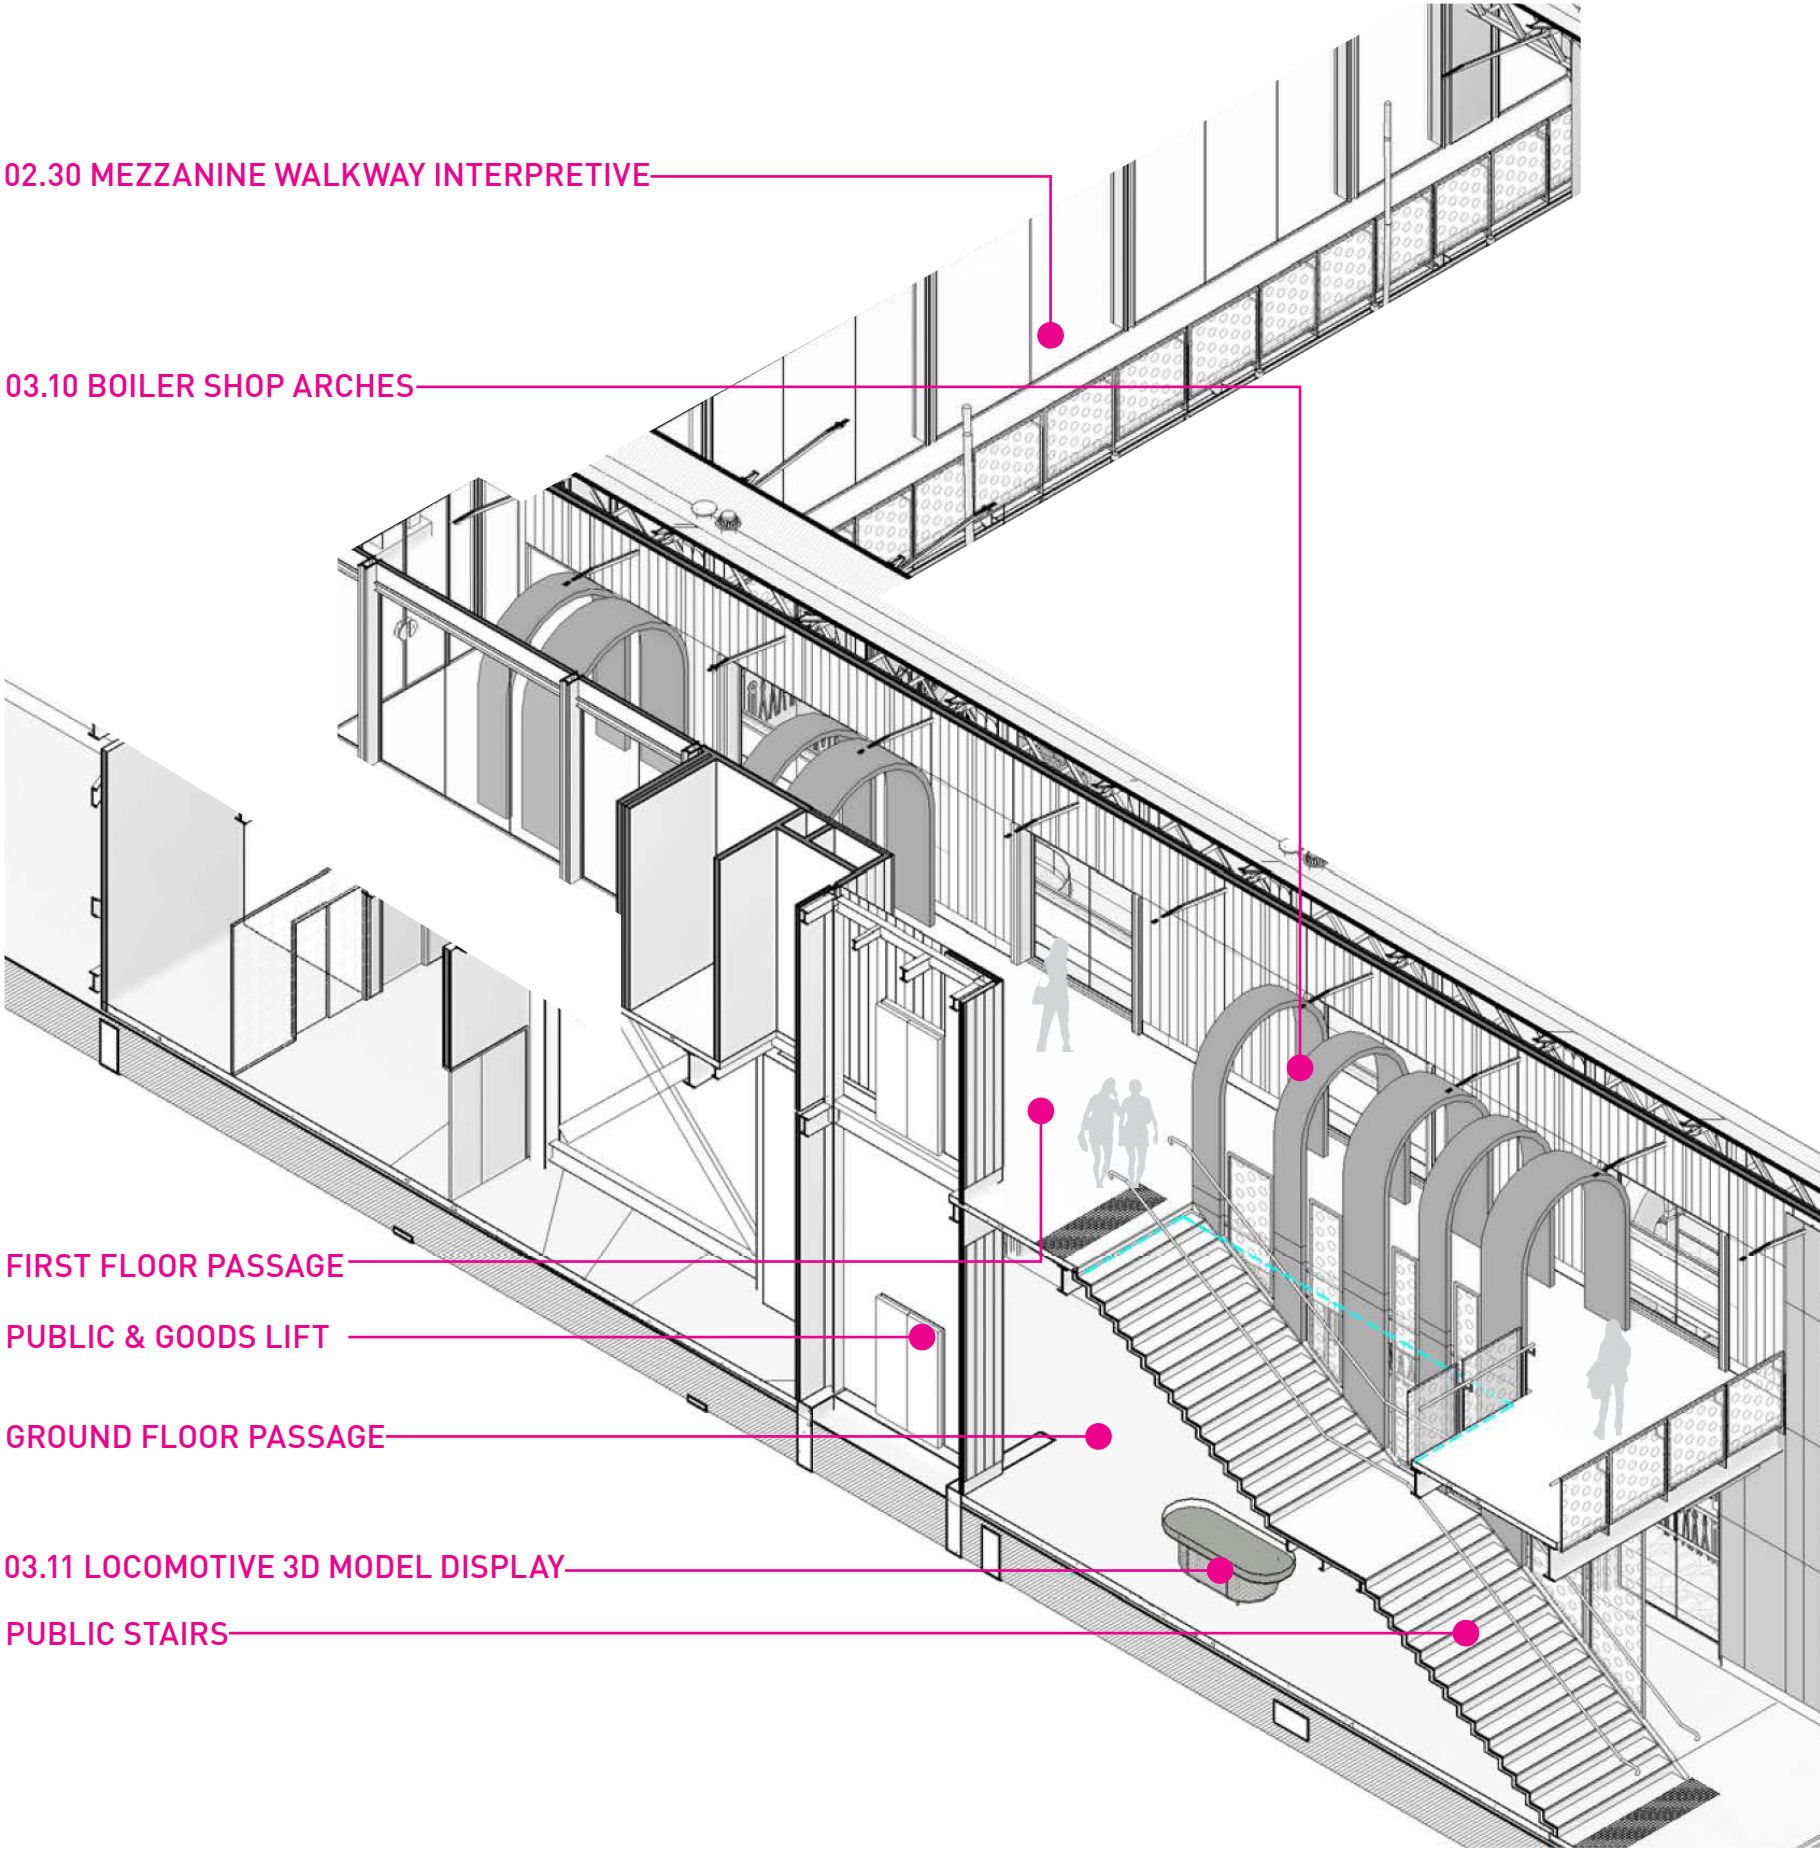 02.30 MEZZANINE WALKWAY INTERPRETIVE
03.10 BOILER SHOP ARCHES
FIRST FLOOR PASSAGE
PUBLIC & GOODS LIFT
GROUND FLOOR PASSAGE
03.11 LOCOMOTIVE 3D MODEL DISPLAY
PUBLIC STAIRS